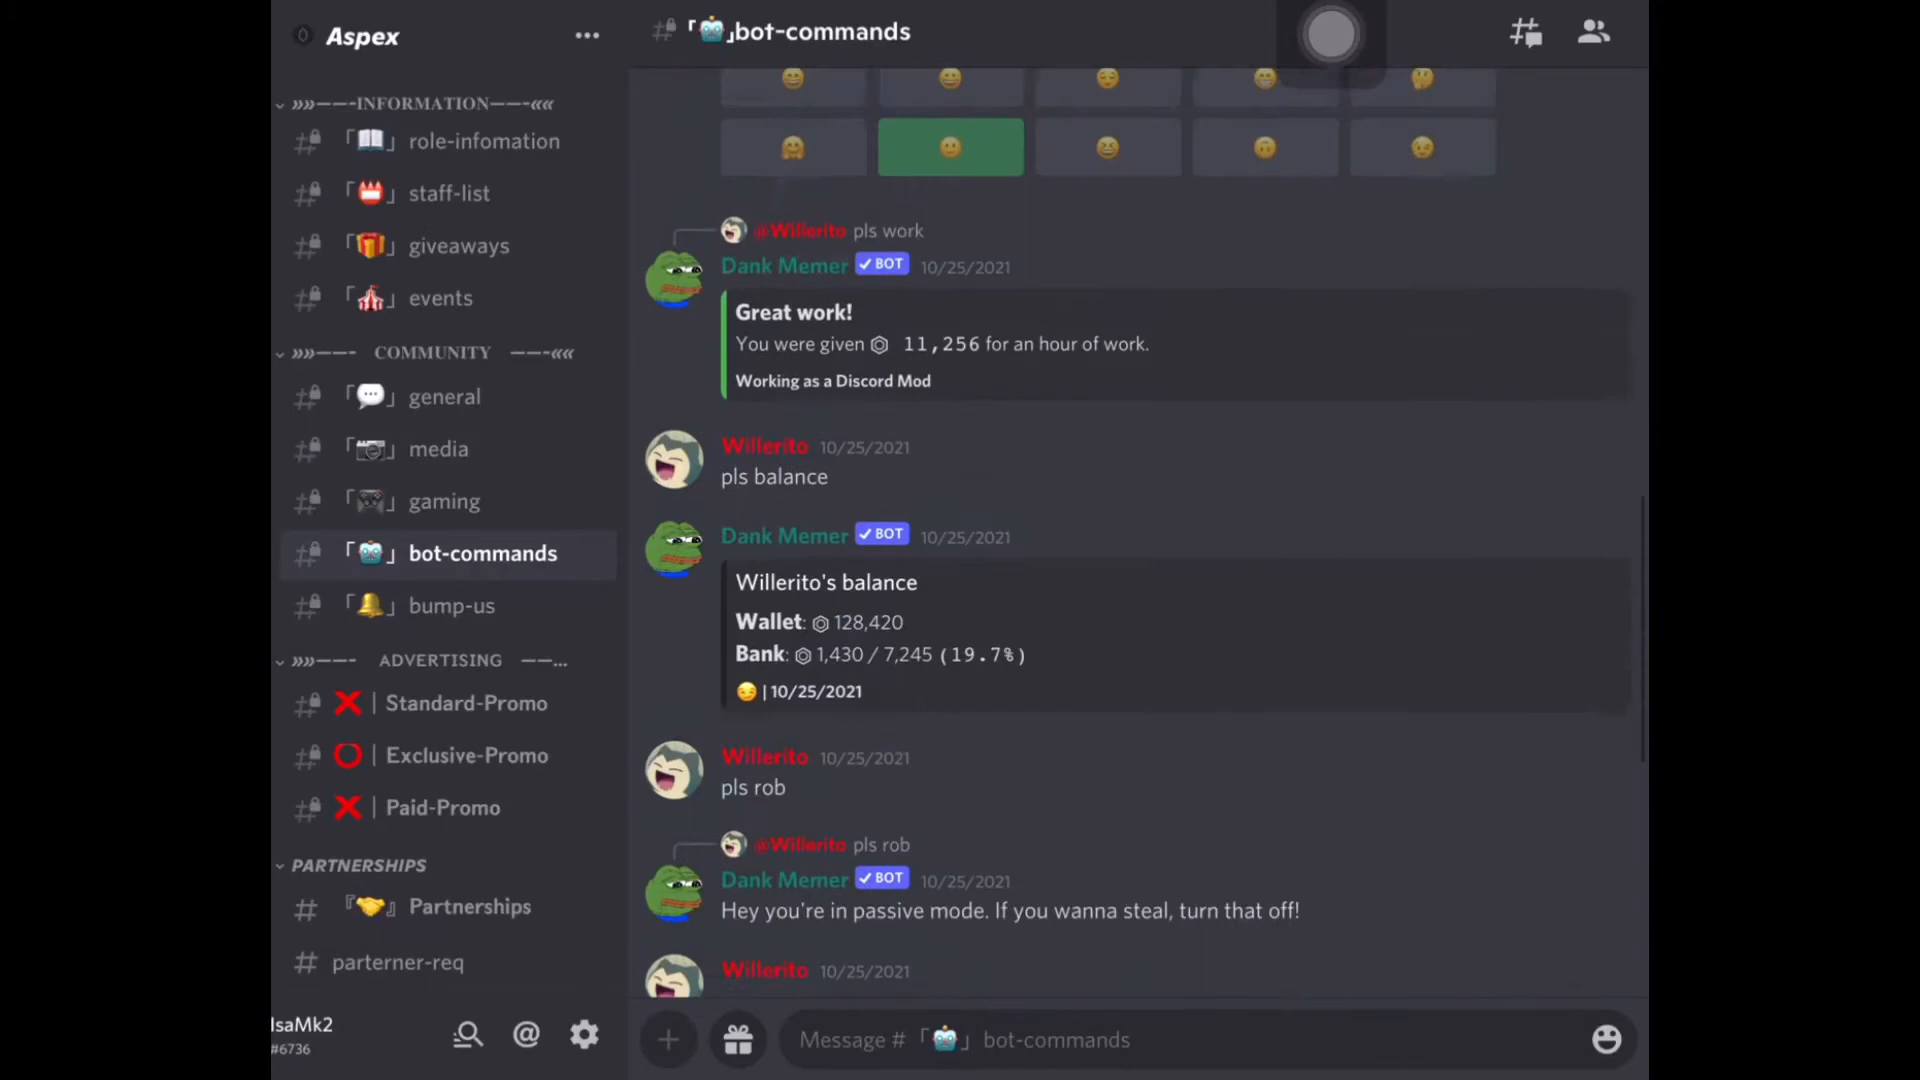 Aspex
»»——-INFORMATION——-««
「📖」 role-infomation
「📛」 staff-list
「🎁」 giveaways
「🎪」 events
»»——- COMMUNITY ——-««
「💬」 general
「📷」 media
「🎮」 gaming
「🤖」 bot-commands
「🔔」 bump-us
»»——- ADVERTISING ——...
❌ | Standard-Promo
⭕ | Exclusive-Promo
❌ | Paid-Promo
PARTNERSHIPS
『🤝』 Partnerships
parterner-req
IsaMk2
#6736
「🤖」bot-commands
@Willerito pls work
Dank Memer ✓ BOT 10/25/2021
Great work!
You were given 11,256 for an hour of work.
Working as a Discord Mod
Willerito 10/25/2021
pls balance
Dank Memer ✓ BOT 10/25/2021
Willerito's balance
Wallet: 128,420
Bank: 1,430 / 7,245 (19.7%)
😏 | 10/25/2021
Willerito 10/25/2021
pls rob
@Willerito pls rob
Dank Memer ✓ BOT 10/25/2021
Hey you're in passive mode. If you wanna steal, turn that off!
Willerito 10/25/2021
Message # 「🤖」 bot-commands